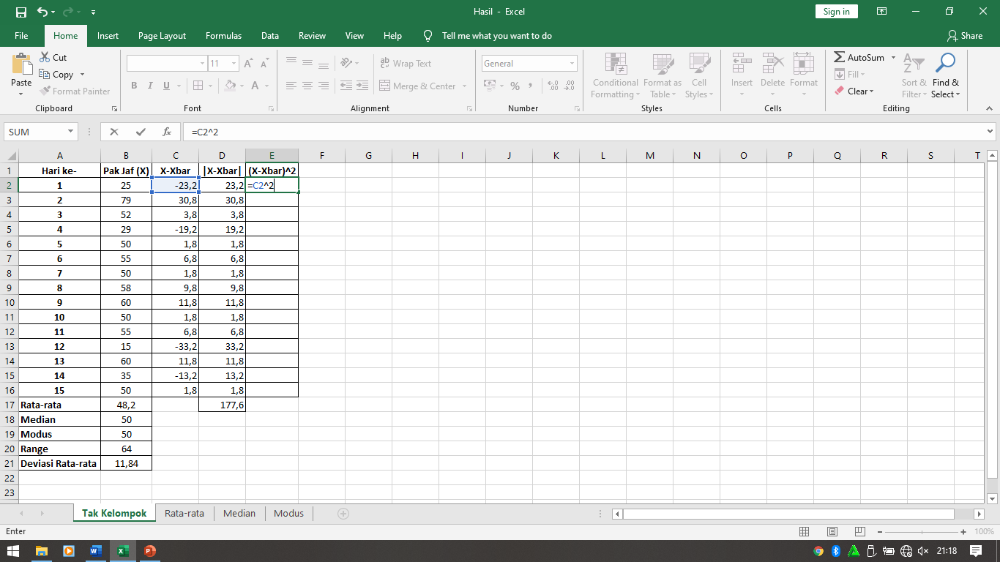 Hasil - Excel
Sign in
File Home Insert Page Layout Formulas Data Review View Help Tell me what you want to do Share
Paste
Cut
Copy
Format Painter
Clipboard
11
B I U
Font
Wrap Text
Merge & Center
Alignment
General
Number
Conditional Formatting
Format as Table
Cell Styles
Styles
Insert
Delete
Format
Cells
AutoSum
Fill
Clear
Sort & Filter
Find & Select
Editing
SUM fx =C2^2
A B C D E F G H I J K L M N O P Q R S T
1 Hari ke- Pak Jaf (X) X-Xbar |X-Xbar| (X-Xbar)^2
2 1 25 -23,2 23,2 =C2^2
3 2 79 30,8 30,8
4 3 52 3,8 3,8
5 4 29 -19,2 19,2
6 5 50 1,8 1,8
7 6 55 6,8 6,8
8 7 50 1,8 1,8
9 8 58 9,8 9,8
10 9 60 11,8 11,8
11 10 50 1,8 1,8
12 11 55 6,8 6,8
13 12 15 -33,2 33,2
14 13 60 11,8 11,8
15 14 35 -13,2 13,2
16 15 50 1,8 1,8
17 Rata-rata 48,2 177,6
18 Median 50
19 Modus 50
20 Range 64
21 Deviasi Rata-rata 11,84
22
23
Tak Kelompok Rata-rata Median Modus
Enter
100%
21:18